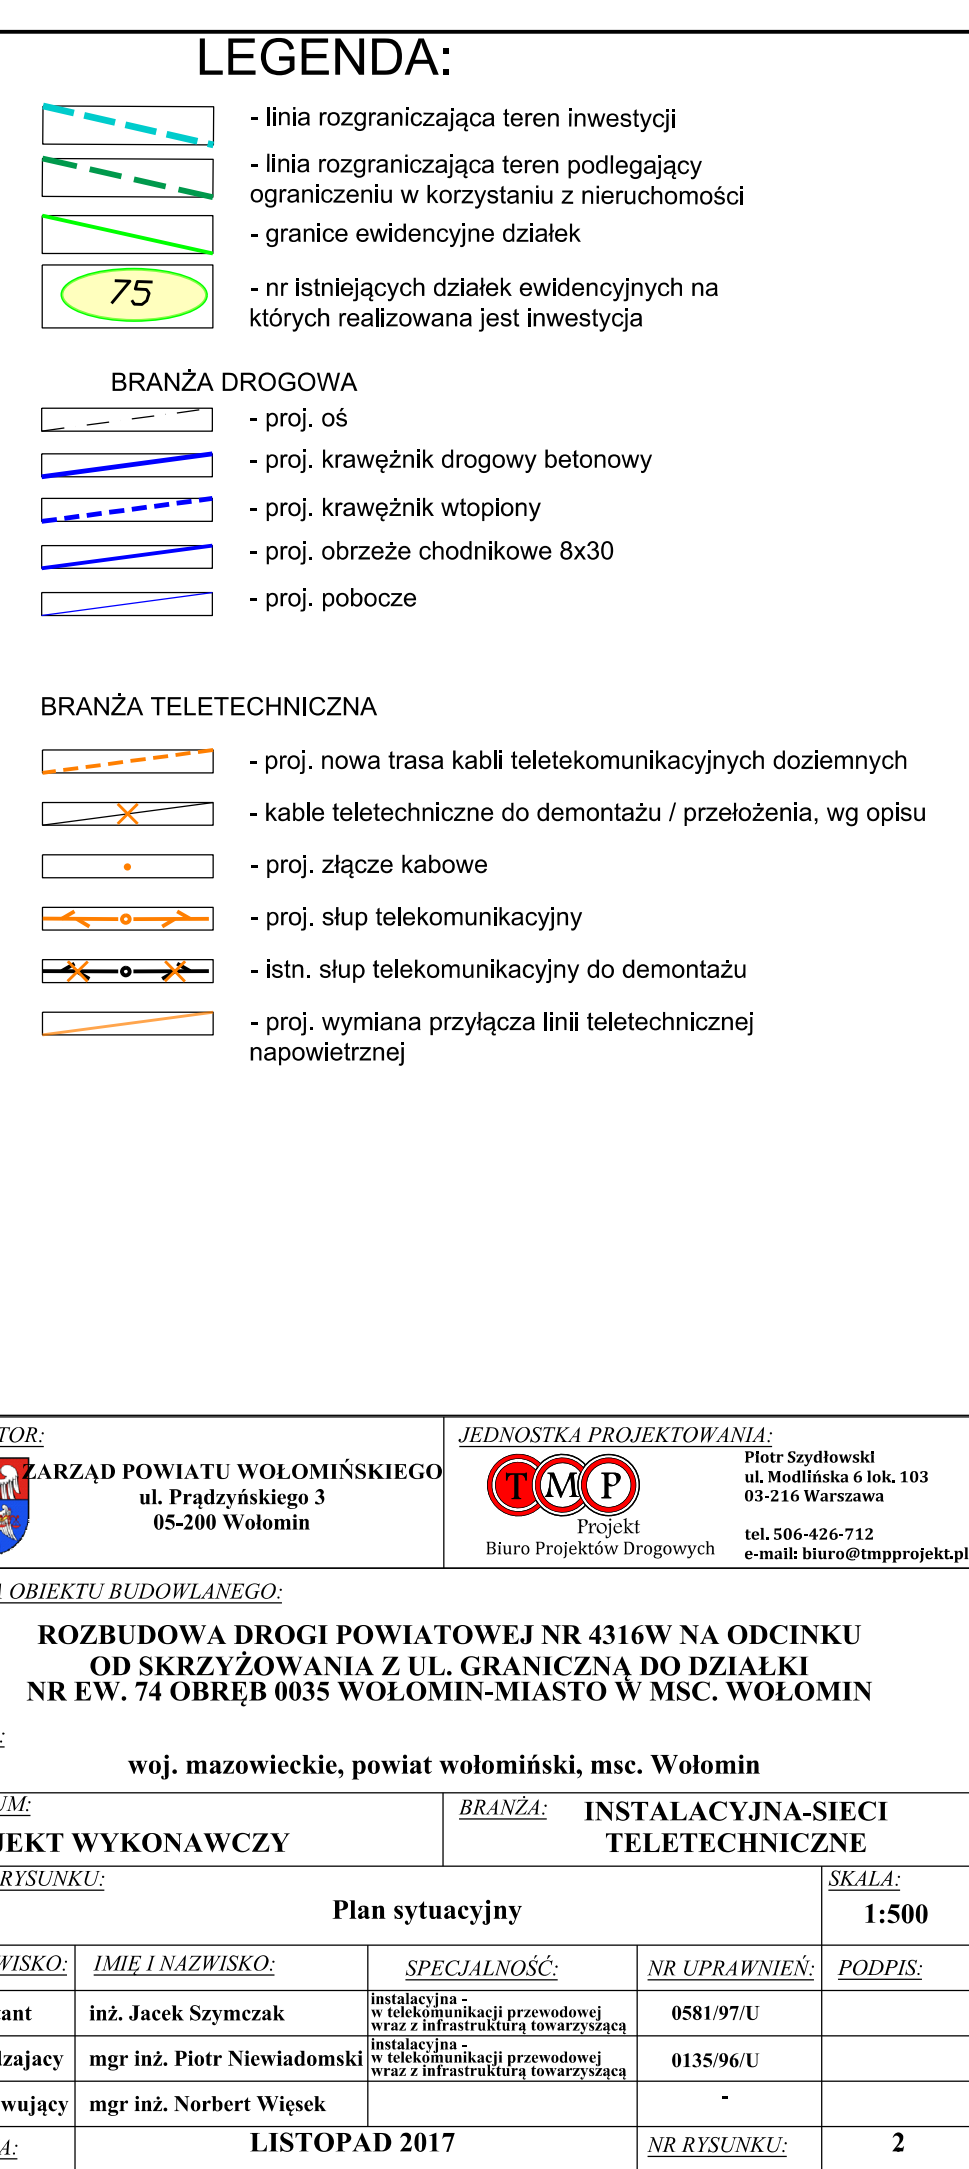 LEGENDA:
- linia rozgraniczająca teren inwestycji
- linia rozgraniczająca teren podlegający
ograniczeniu w korzystaniu z nieruchomości
- granice ewidencyjne działek
75
- nr istniejących działek ewidencyjnych na
których realizowana jest inwestycja
BRANŻA DROGOWA
- proj. oś
- proj. krawężnik drogowy betonowy
- proj. krawężnik wtopiony
- proj. obrzeże chodnikowe 8x30
- proj. pobocze
BRANŻA TELETECHNICZNA
- proj. nowa trasa kabli teletekomunikacyjnych doziemnych
- kable teletechniczne do demontażu / przełożenia, wg opisu
- proj. złącze kabowe
- proj. słup telekomunikacyjny
- istn. słup telekomunikacyjny do demontażu
- proj. wymiana przyłącza linii teletechnicznej
napowietrznej
TOR:
ZARZĄD POWIATU WOŁOMIŃSKIEGO
ul. Prądzyńskiego 3
05-200 Wołomin
JEDNOSTKA PROJEKTOWANIA:
TMP
Projekt
Biuro Projektów Drogowych
Piotr Szydłowski
ul. Modlińska 6 lok. 103
03-216 Warszawa
tel. 506-426-712
e-mail: biuro@tmpprojekt.pl
A OBIEKTU BUDOWLANEGO:
ROZBUDOWA DROGI POWIATOWEJ NR 4316W NA ODCINKU
OD SKRZYŻOWANIA Z UL. GRANICZNĄ DO DZIAŁKI
NR EW. 74 OBRĘB 0035 WOŁOMIN-MIASTO W MSC. WOŁOMIN
:
woj. mazowieckie, powiat wołomiński, msc. Wołomin
UM:
JEKT WYKONAWCZY
BRANŻA:
INSTALACYJNA-SIECI
TELETECHNICZNE
RYSUNKU:
Plan sytuacyjny
SKALA:
1:500
WISKO:
IMIĘ I NAZWISKO:
SPECJALNOŚĆ:
NR UPRAWNIEŃ:
PODPIS:
tant
inż. Jacek Szymczak
instalacyjna -
w telekomunikacji przewodowej
wraz z infrastrukturą towarzyszącą
0581/97/U
dzajacy
mgr inż. Piotr Niewiadomski
instalacyjna -
w telekomunikacji przewodowej
wraz z infrastrukturą towarzyszącą
0135/96/U
wujący
mgr inż. Norbert Więsek
-
A:
LISTOPAD 2017
NR RYSUNKU:
2